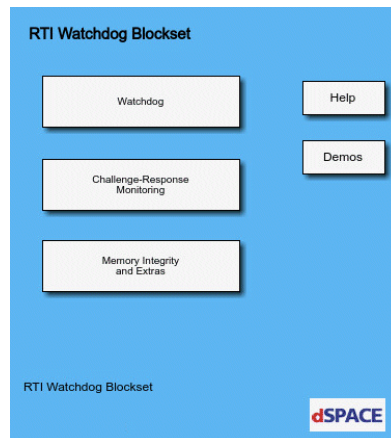 RTI Watchdog Blockset
Watchdog
Help
Challenge-Response
Monitoring
Demos
Memory Integrity
and Extras
RTI Watchdog Blockset
dSPACE